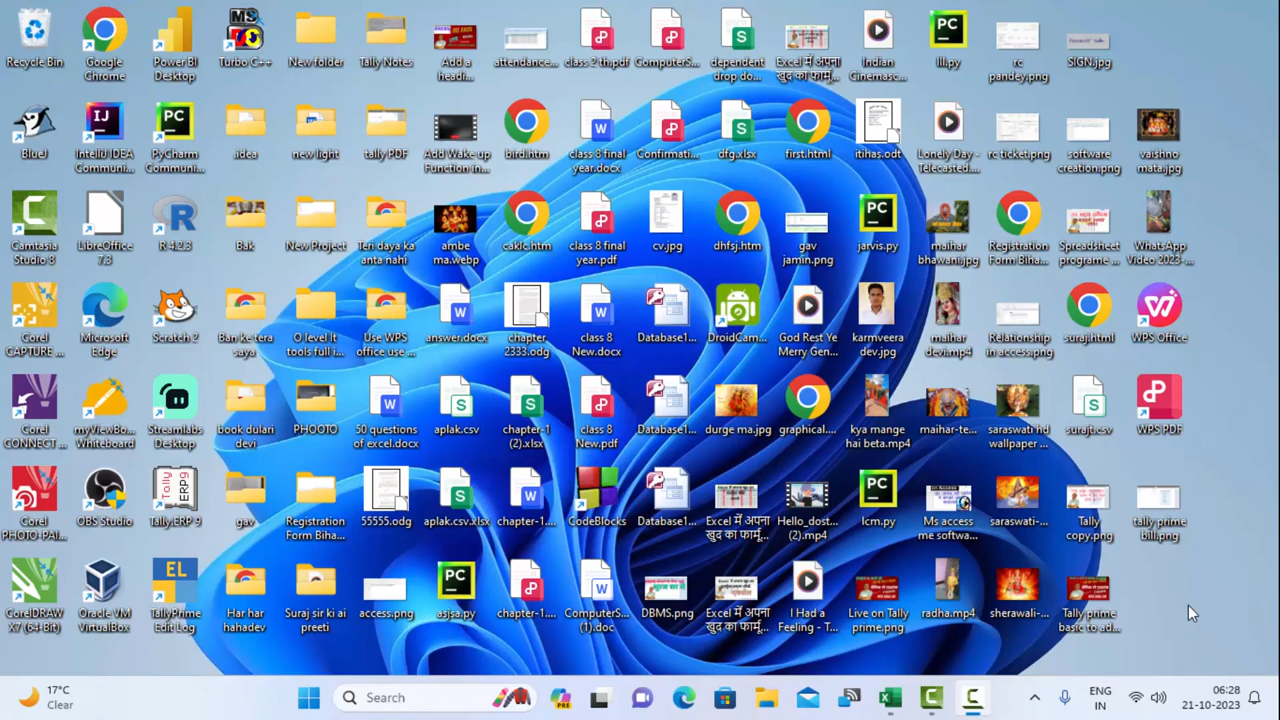 Recycle Bin
Google Chrome
Power BI Desktop
Turbo C++
New folder
Tally Notes
Add a headi...
attendance...
class 2 th.pdf
ComputerS...
dependent drop do...
Excel में अपना खुद का फार्मू...
Indian Cinemasc...
lll.py
rc pandey.png
SIGN.jpg
BlueJ
IntelliJ IDEA Communi...
PyCharm Communi...
.idea
new light
tally PDF
Add Wake up Function in...
bird.htm
class 8 final year.docx
Confirmati...
dfg.xlsx
first.html
itihas.odt
Lonely Day - Telecasted....
rc ticket.png
software creation.png
vaishno mata.jpg
Camtasia Studio 8
LibreOffice 7.3
R 4.2.3
Bak
New Project
Teri daya ka anta nahi
ambe ma.webp
caklc.htm
class 8 final year.pdf
cv.jpg
dhfsj.htm
gav jamin.png
jarvis.py
maihar bhawani.jpg
Registration Form Biha...
Spreadsheet programe ...
WhatsApp Video 2023-...
Corel CAPTURE ...
Microsoft Edge
Scratch 2
Ban ke tera saya
O level It tools full i...
Use WPS office use ...
answer.docx
chapter 2333.odg
class 8 New.docx
Database1...
DroidCam...
God Rest Ye Merry Gen...
karmveera dev.jpg
maihar devi.mp4
Relationship in access.png
suraj.html
WPS Office
Corel CONNECT ...
myViewBo... Whiteboard
Streamlabs Desktop
book dulari devi
PHOOTO
50 questions of excel.docx
aplak.csv
chapter-1 (2).xlsx
class 8 New.pdf
Database1...
durge ma.jpg
graphical....
kya mange hai beta.mp4
maihar-te...
saraswati hd wallpaper ...
surajti.csv
WPS PDF
Corel PHOTO-PAI...
OBS Studio
Tally.ERP 9
gav
Registration Form Biha...
55555.odg
aplak.csv.xlsx
chapter-1....
CodeBlocks
Database1...
Excel में अपना खुद का फार्मू...
Hello_dost... (2).mp4
lcm.py
Ms access me softwa...
saraswati-...
Tally copy.png
tally prime bill.png
CorelDRAW X7 (64-Bit)
Oracle VM VirtualBox
TallyPrime Edit Log
Har har hahadev
Suraj sir ki ai preeti
access.png
asjsa.py
chapter-1....
ComputerS... (1).doc
DBMS.png
Excel में अपना खुद का फार्मू...
I Had a Feeling - T...
Live on Tally prime.png
radha.mp4
sherawali-...
Tally prime basic to ad...
17°C
Clear
Search
ENG
IN
06:28
21-10-2023